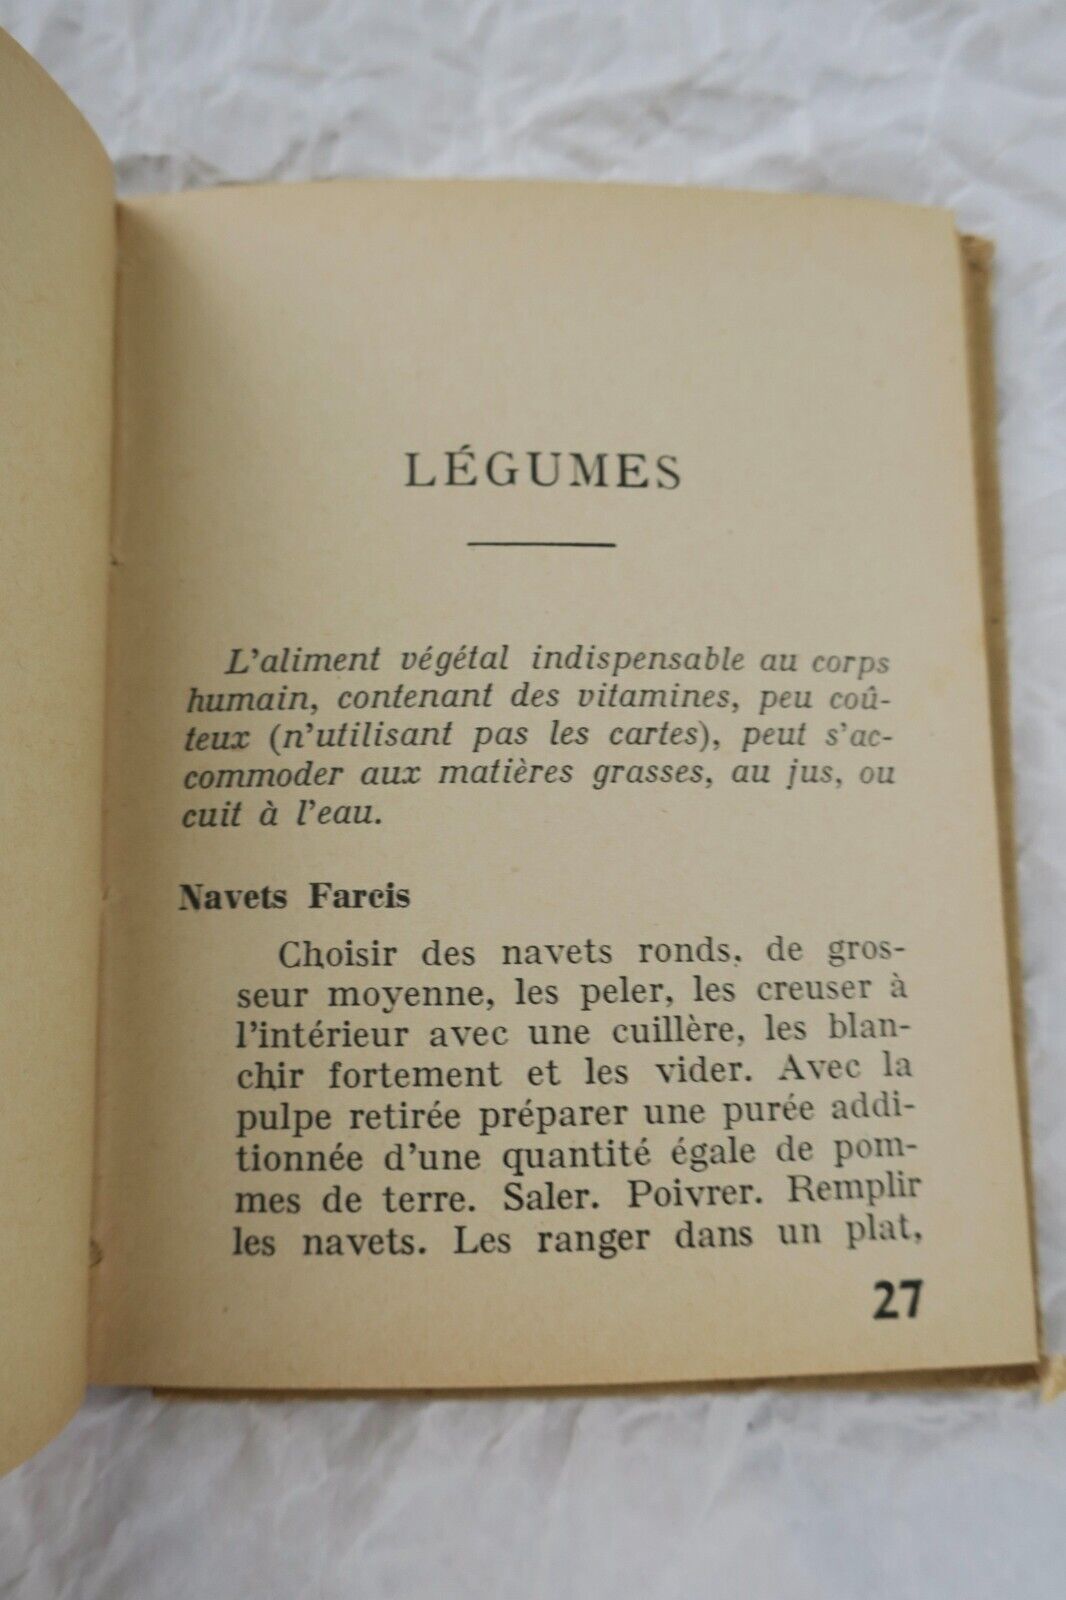 LÉGUMES
L'aliment végétal indispensable au corps
humain, contenant des vitamines, peu coû-
teux (n'utilisant pas les cartes), peut s'ac-
commoder aux matières grasses, au jus, ou
cuit à l'eau.
Navets Farcis
Choisir des navets ronds, de gros-
seur moyenne, les peler, les creuser à
l'intérieur avec une cuillère, les blan-
chir fortement et les vider. Avec la
pulpe retirée préparer une purée addi-
tionnée d'une quantité égale de pom-
mes de terre. Saler. Poivrer. Remplir
les navets. Les ranger dans un plat,
27